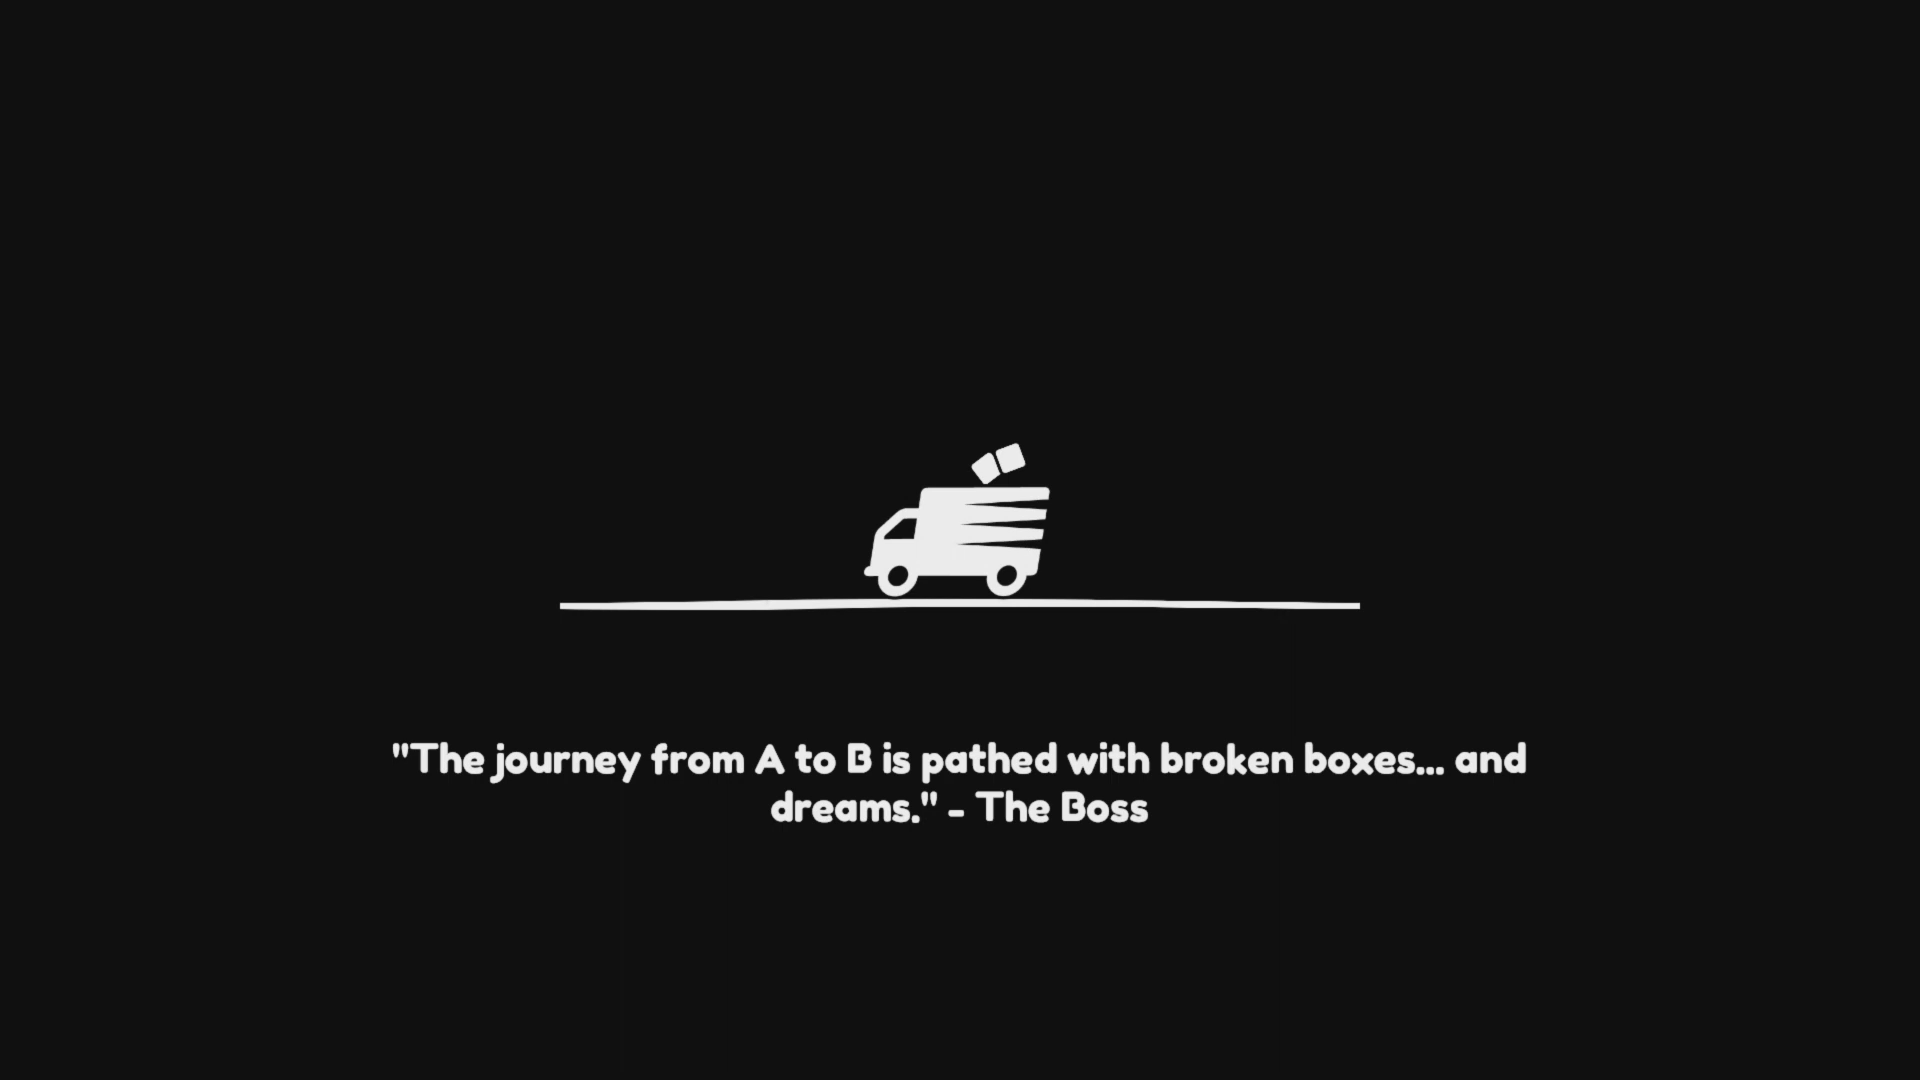 "The journey from A to B is pathed with broken boxes... and
dreams." - The Boss